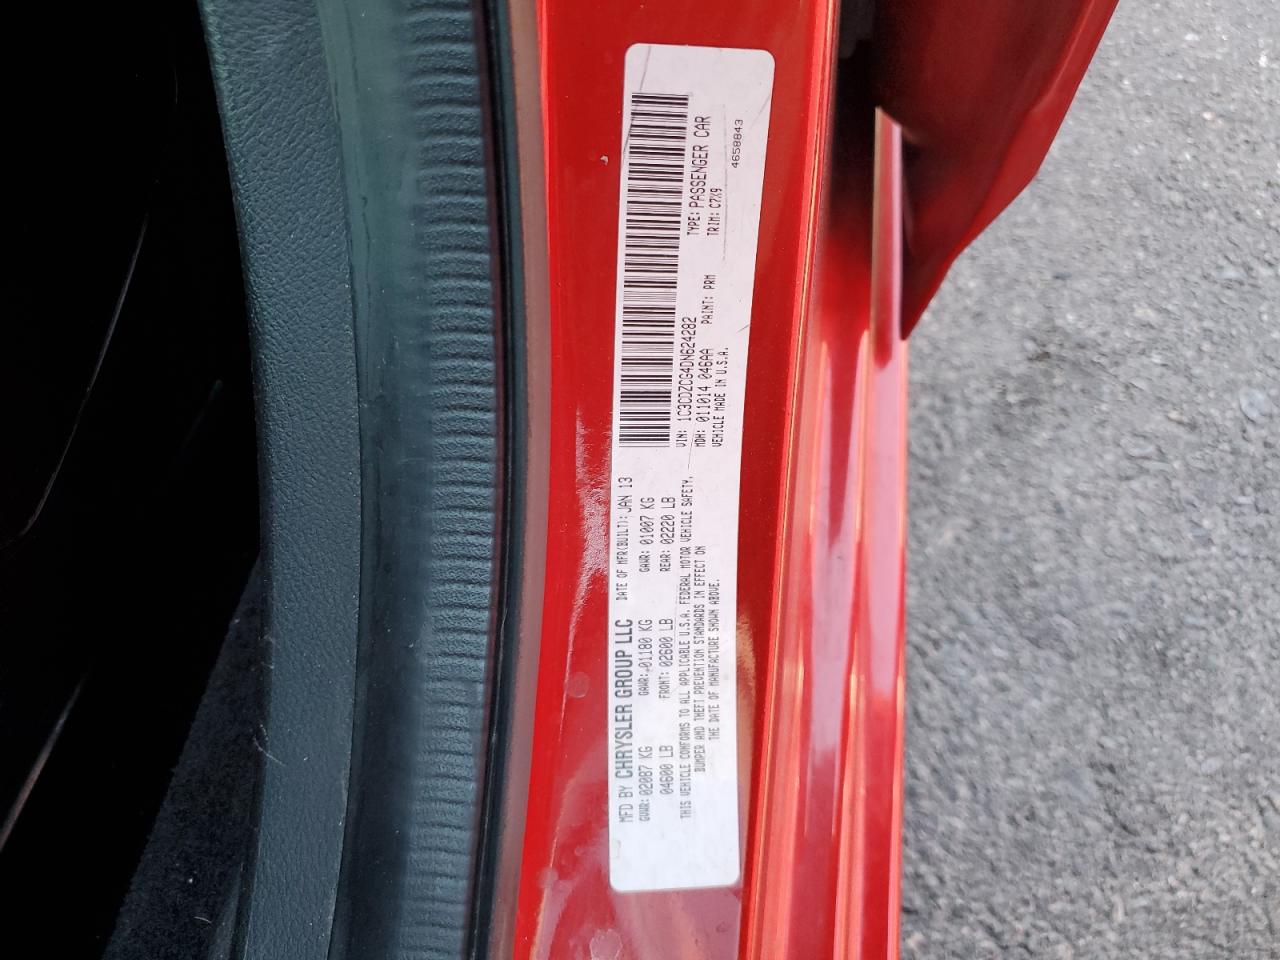 MFD BY CHRYSLER GROUP LLC DATE OF MFR(BUILT): JAN 13
GVWR: 02087 KG GAWR: 01180 KG GAWR: 01007 KG
04600 LB FRONT: 02600 LB REAR: 02220 LB
THIS VEHICLE CONFORMS TO ALL APPLICABLE U.S.A. FEDERAL MOTOR VEHICLE SAFETY,
BUMPER AND THEFT PREVENTION STANDARDS IN EFFECT ON
THE DATE OF MANUFACTURE SHOWN ABOVE.
VIN: 1C3CDZCG4DN624282 TYPE: PASSENGER CAR
MDH: 011014 046AA PAINT: PRM TRIM: C7X9
VEHICLE MADE IN U.S.A.
4658843